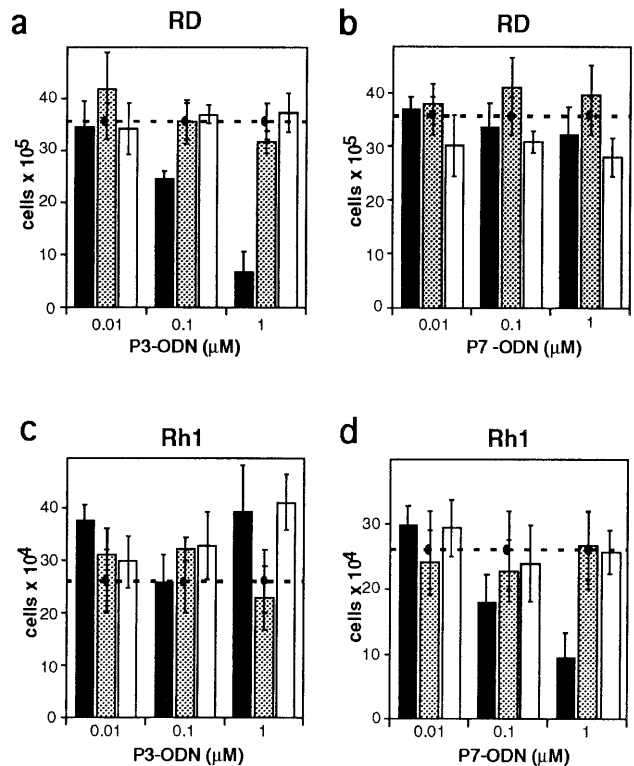 a
RD
cells x 10⁵
40
30
20
10
0
0.01 0.1 1
P3-ODN (µM)
b
RD
cells x 10⁵
40
30
20
10
0
0.01 0.1 1
P7 -ODN (µM)
c
Rh1
cells x 10⁴
40
30
20
10
0
0.01 0.1 1
P3-ODN (µM)
d
Rh1
cells x 10⁴
30
20
10
0
0.01 0.1 1
P7-ODN (µM)